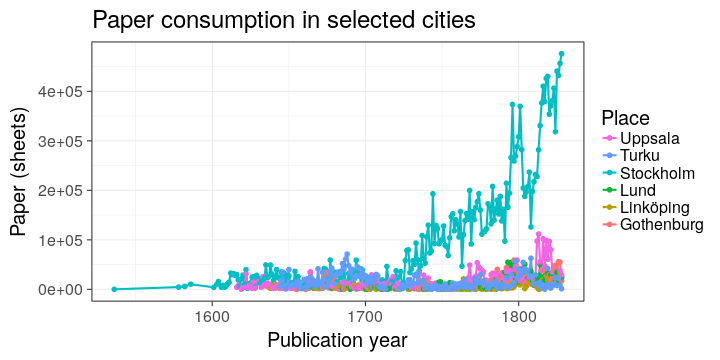 Paper consumption in selected cities
Paper (sheets)
4e+05
3e+05
2e+05
1e+05
0e+00
1600 1700 1800
Publication year
Place
Uppsala
Turku
Stockholm
Lund
Linköping
Gothenburg